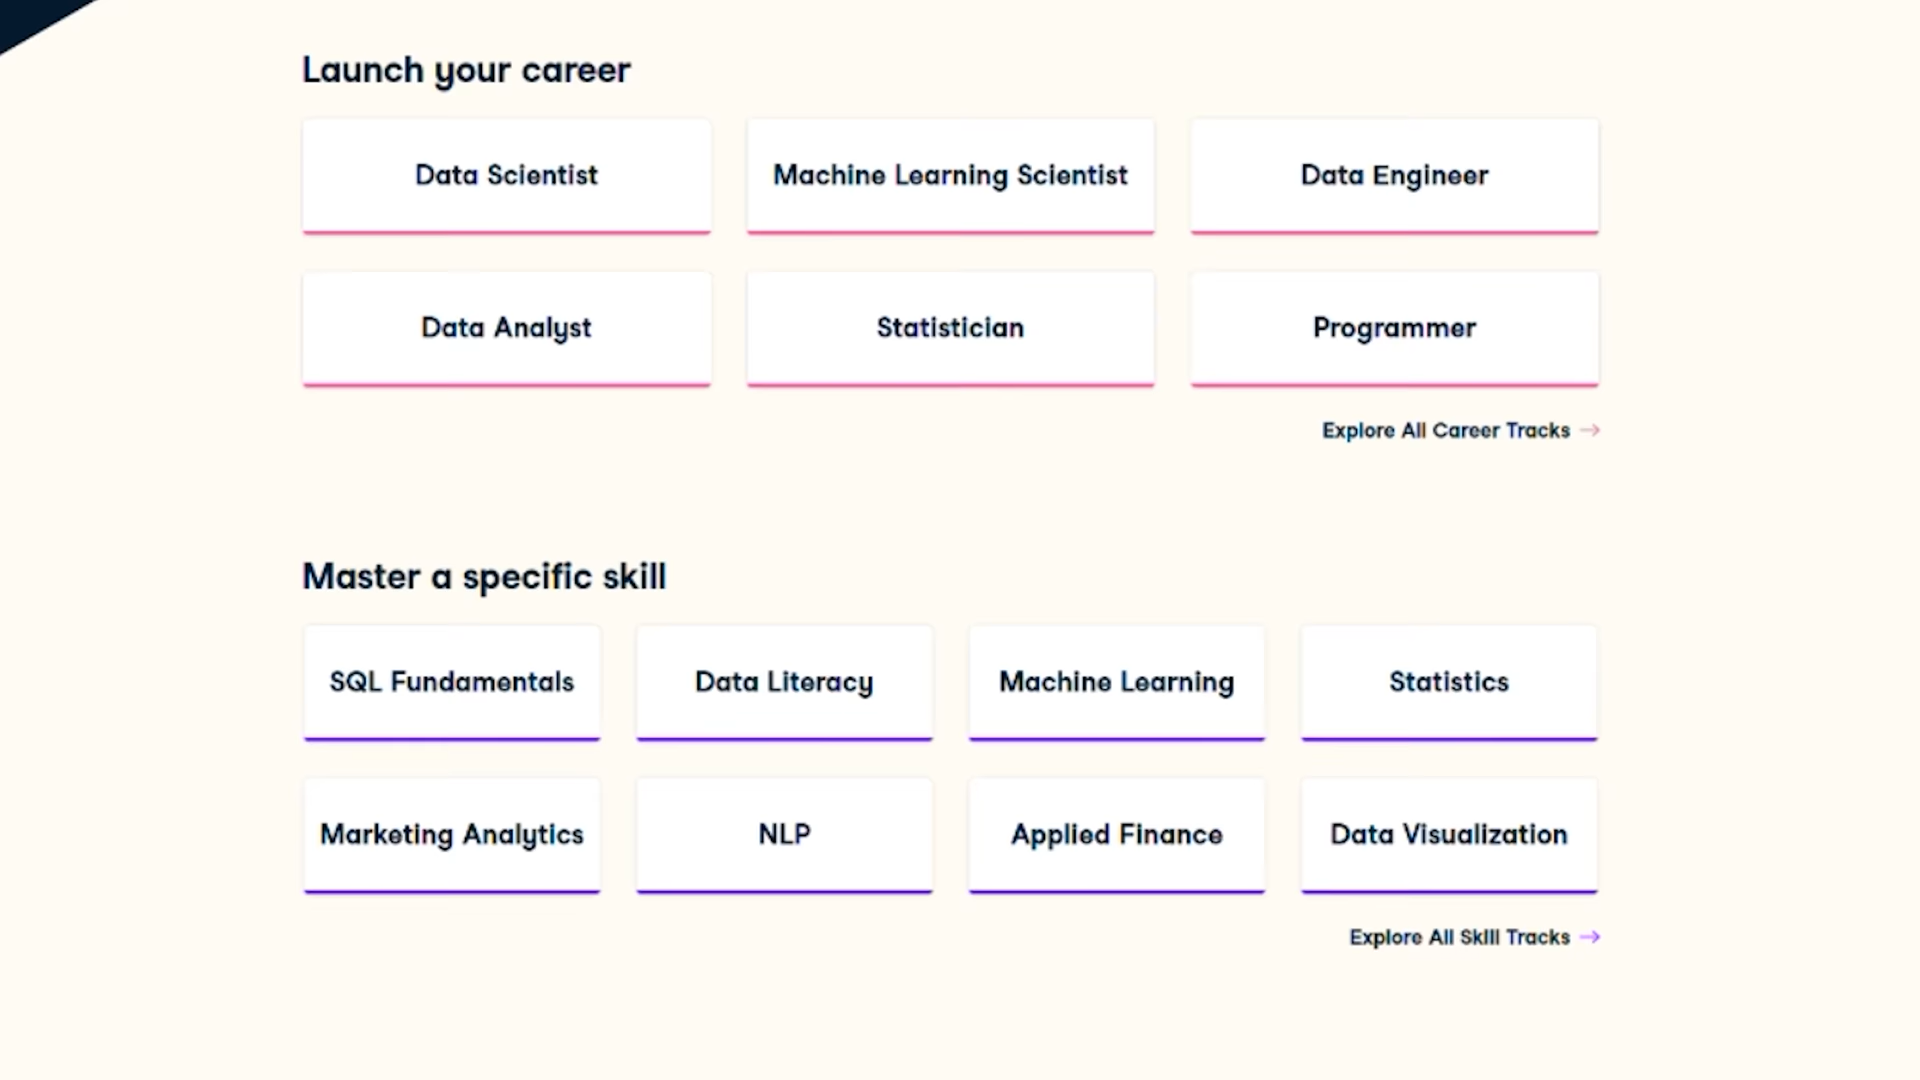 Launch your career
Data Scientist
Machine Learning Scientist
Data Engineer
Data Analyst
Statistician
Programmer
Explore All Career Tracks →
Master a specific skill
SQL Fundamentals
Data Literacy
Machine Learning
Statistics
Marketing Analytics
NLP
Applied Finance
Data Visualization
Explore All Skill Tracks →